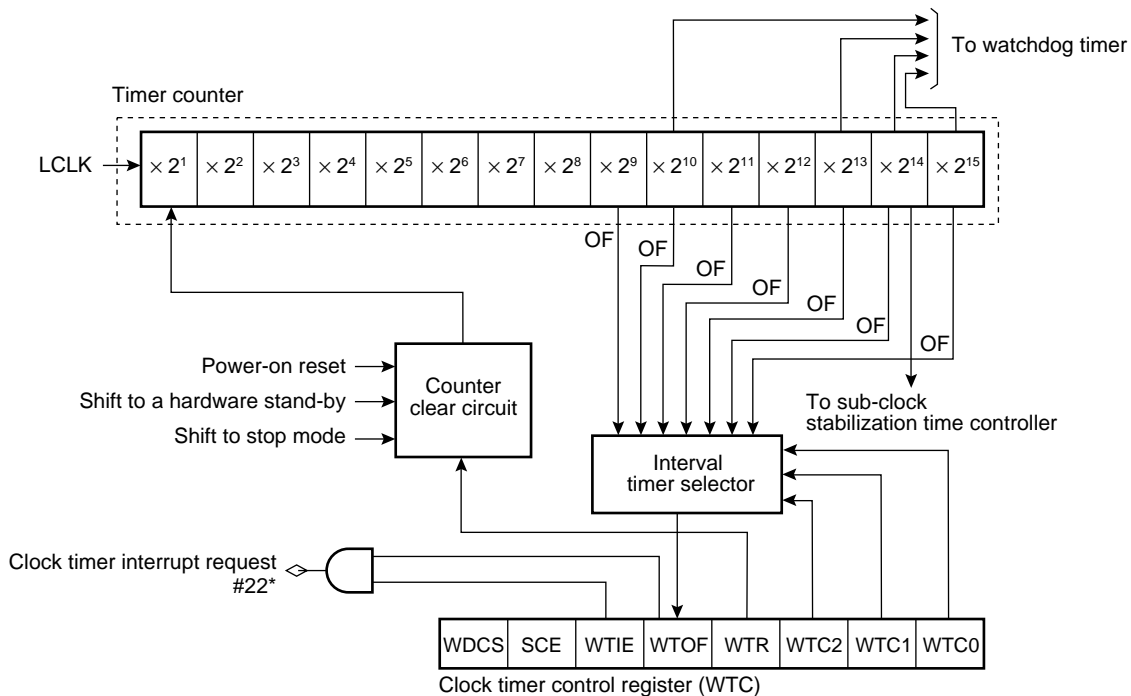 To watchdog timer
Timer counter
LCLK
× 2¹ × 2² × 2³ × 2⁴ × 2⁵ × 2⁶ × 2⁷ × 2⁸ × 2⁹ × 2¹⁰ × 2¹¹ × 2¹² × 2¹³ × 2¹⁴ × 2¹⁵
OF
OF
OF
OF
OF
OF
OF
Power-on reset
Shift to a hardware stand-by
Shift to stop mode
Counter
clear circuit
To sub-clock
stabilization time controller
Interval
timer selector
Clock timer interrupt request
#22*
WDCS SCE WTIE WTOF WTR WTC2 WTC1 WTC0
Clock timer control register (WTC)